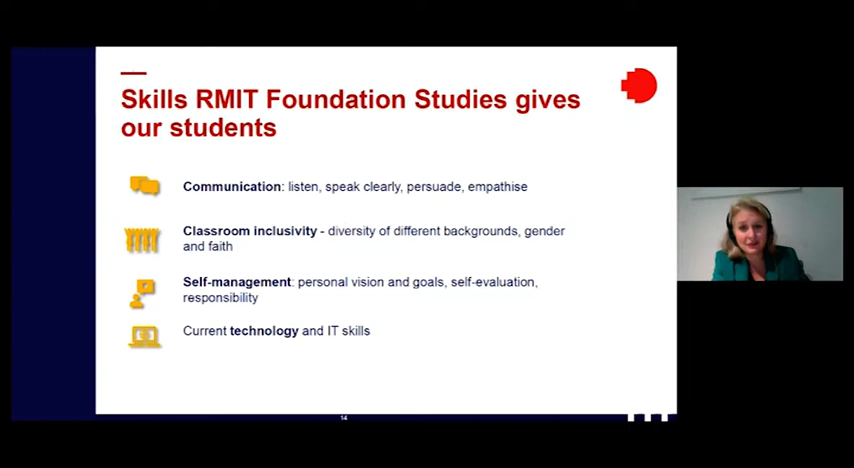 Skills RMIT Foundation Studies gives
our students
Communication: listen, speak clearly, persuade, empathise
Classroom inclusivity - diversity of different backgrounds, gender
and faith
Self-management: personal vision and goals, self-evaluation,
responsibility
Current technology and IT skills
14